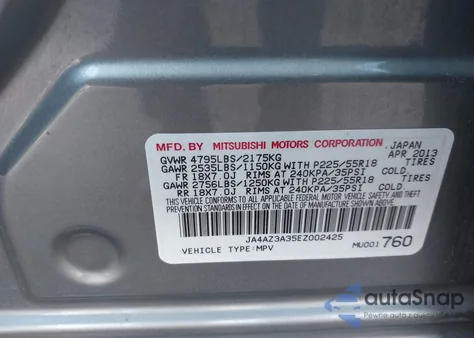 MFD. BY MITSUBISHI MOTORS CORPORATION JAPAN
GVWR 4795LBS/2175KG APR 2013
GAWR 2535LBS/1150KG WITH P225/55R18 TIRES
FR 18X7.0J RIMS AT 240KPA/35PSI
GAWR 2756LBS/1250KG WITH P225/55R18 TIRES
RR 18X7.0J RIMS AT 240KPA/35PSI
THIS VEHICLE CONFORMS TO ALL APPLICABLE FEDERAL MOTOR VEHICLE SAFETY AND THEFT PREVENTION STANDARDS IN EFFECT ON THE DATE OF MANUFACTURE SHOWN ABOVE.
JA4AZ3A35EZ002425
VEHICLE TYPE:MPV MU001 760
autoSnap
Pewne auto z USA